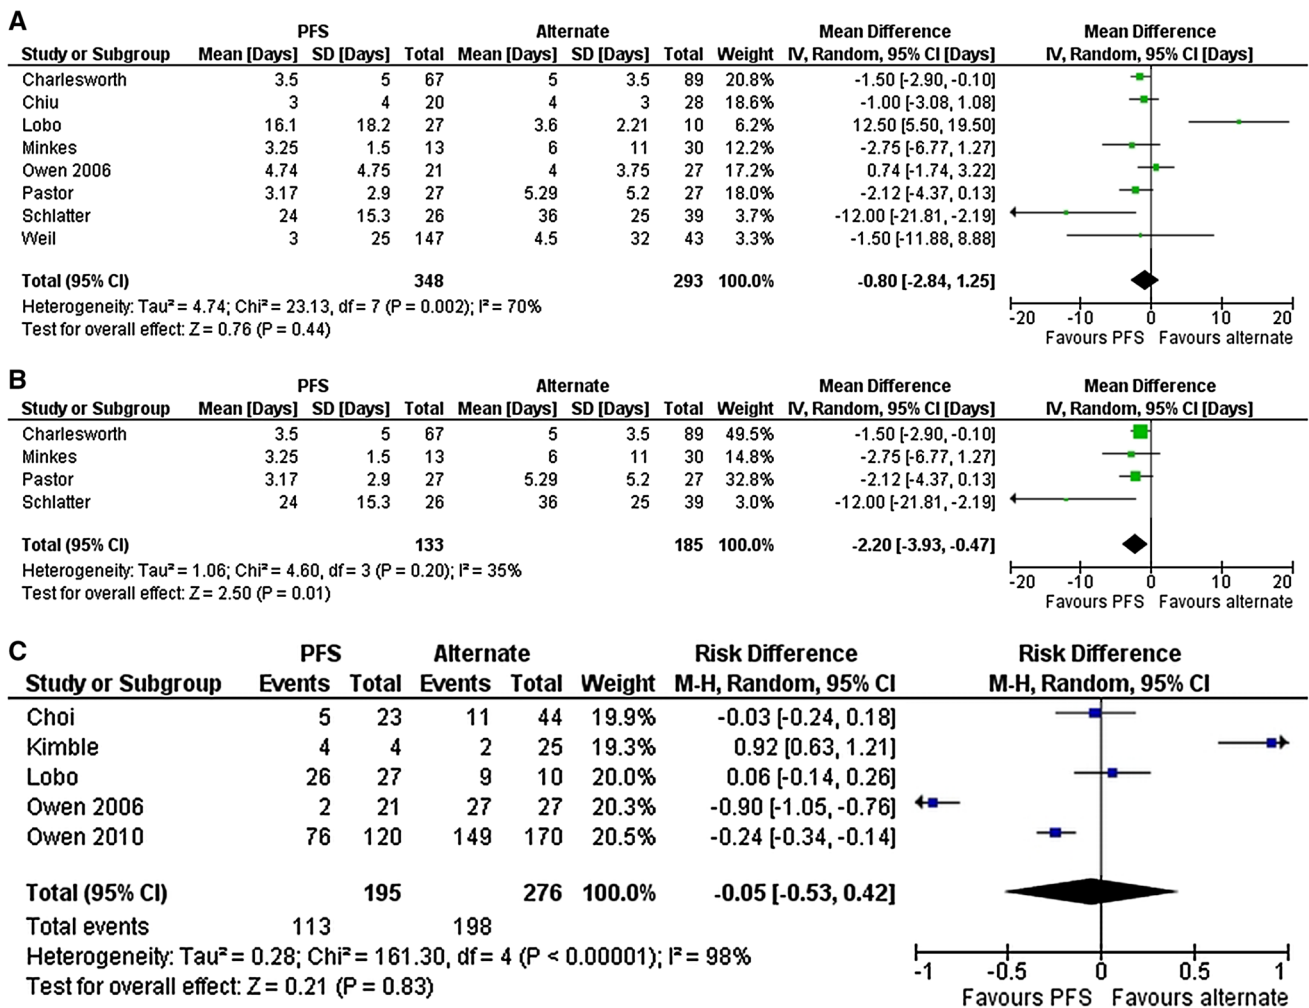 A
PFS Alternate Mean Difference Mean Difference
Study or Subgroup Mean [Days] SD [Days] Total Mean [Days] SD [Days] Total Weight IV, Random, 95% CI [Days] IV, Random, 95% CI [Days]
Charlesworth 3.5 5 67 5 3.5 89 20.8% -1.50 [-2.90, -0.10]
Chiu 3 4 20 4 3 28 18.6% -1.00 [-3.08, 1.08]
Lobo 16.1 18.2 27 3.6 2.21 10 6.2% 12.50 [5.50, 19.50]
Minkes 3.25 1.5 13 6 11 30 12.2% -2.75 [-6.77, 1.27]
Owen 2006 4.74 4.75 21 4 3.75 27 17.2% 0.74 [-1.74, 3.22]
Pastor 3.17 2.9 27 5.29 5.2 27 18.0% -2.12 [-4.37, 0.13]
Schlatter 24 15.3 26 36 25 39 3.7% -12.00 [-21.81, -2.19]
Weil 3 25 147 4.5 32 43 3.3% -1.50 [-11.88, 8.88]
Total (95% CI) 348 293 100.0% -0.80 [-2.84, 1.25]
Heterogeneity: Tau² = 4.74; Chi² = 23.13, df = 7 (P = 0.002); I² = 70%
Test for overall effect: Z = 0.76 (P = 0.44)
-20 -10 0 10 20
Favours PFS Favours alternate
B
PFS Alternate Mean Difference Mean Difference
Study or Subgroup Mean [Days] SD [Days] Total Mean [Days] SD [Days] Total Weight IV, Random, 95% CI [Days] IV, Random, 95% CI [Days]
Charlesworth 3.5 5 67 5 3.5 89 49.5% -1.50 [-2.90, -0.10]
Minkes 3.25 1.5 13 6 11 30 14.8% -2.75 [-6.77, 1.27]
Pastor 3.17 2.9 27 5.29 5.2 27 32.8% -2.12 [-4.37, 0.13]
Schlatter 24 15.3 26 36 25 39 3.0% -12.00 [-21.81, -2.19]
Total (95% CI) 133 185 100.0% -2.20 [-3.93, -0.47]
Heterogeneity: Tau² = 1.06; Chi² = 4.60, df = 3 (P = 0.20); I² = 35%
Test for overall effect: Z = 2.50 (P = 0.01)
-20 -10 0 10 20
Favours PFS Favours alternate
C
PFS Alternate Risk Difference Risk Difference
Study or Subgroup Events Total Events Total Weight M-H, Random, 95% CI M-H, Random, 95% CI
Choi 5 23 11 44 19.9% -0.03 [-0.24, 0.18]
Kimble 4 4 2 25 19.3% 0.92 [0.63, 1.21]
Lobo 26 27 9 10 20.0% 0.06 [-0.14, 0.26]
Owen 2006 2 21 27 27 20.3% -0.90 [-1.05, -0.76]
Owen 2010 76 120 149 170 20.5% -0.24 [-0.34, -0.14]
Total (95% CI) 195 276 100.0% -0.05 [-0.53, 0.42]
Total events 113 198
Heterogeneity: Tau² = 0.28; Chi² = 161.30, df = 4 (P < 0.00001); I² = 98%
Test for overall effect: Z = 0.21 (P = 0.83)
-1 -0.5 0 0.5 1
Favours PFS Favours alternate